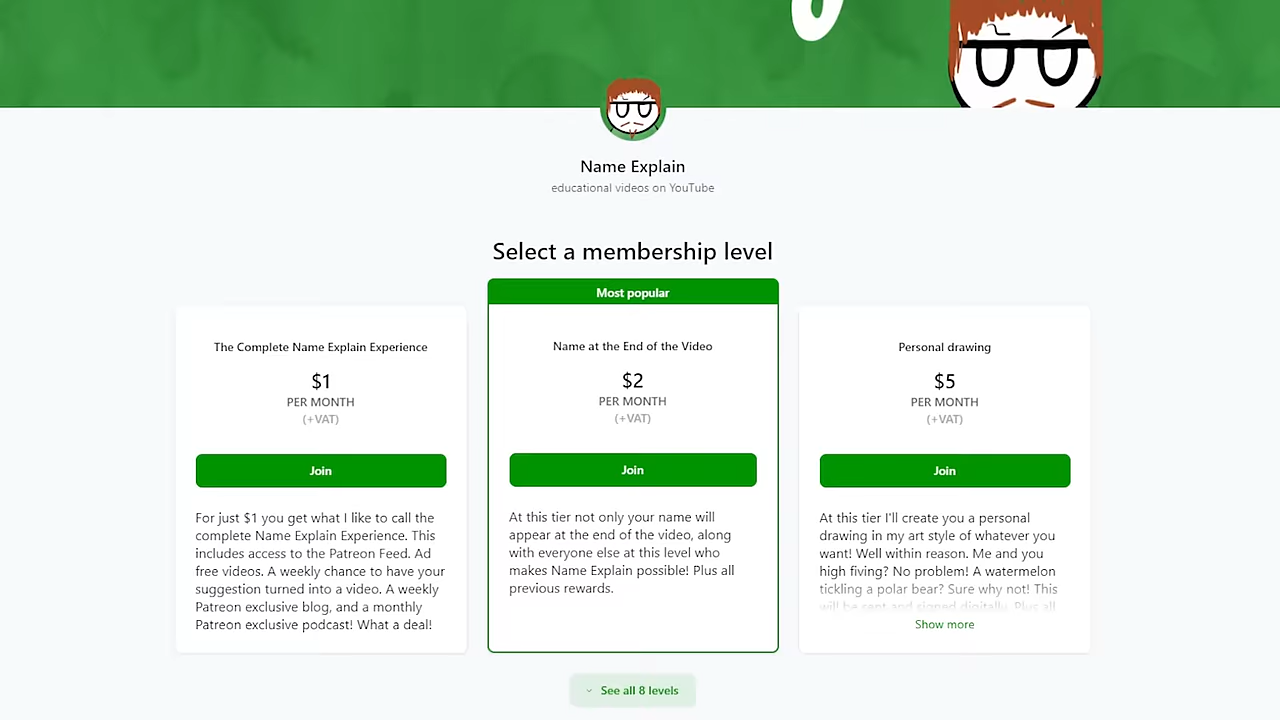 Name Explain
educational videos on YouTube
Select a membership level
Most popular
The Complete Name Explain Experience
$1
PER MONTH
(+VAT)
Join
For just $1 you get what I like to call the
complete Name Explain Experience. This
includes access to the Patreon Feed. Ad
free videos. A weekly chance to have your
suggestion turned into a video. A weekly
Patreon exclusive blog, and a monthly
Patreon exclusive podcast! What a deal!
Name at the End of the Video
$2
PER MONTH
(+VAT)
Join
At this tier not only your name will
appear at the end of the video, along
with everyone else at this level who
makes Name Explain possible! Plus all
previous rewards.
Personal drawing
$5
PER MONTH
(+VAT)
Join
At this tier I'll create you a personal
drawing in my art style of whatever you
want! Well within reason. Me and you
high fiving? No problem! A watermelon
tickling a polar bear? Sure why not! This
will be sent and signed digitally. Plus all
Show more
See all 8 levels